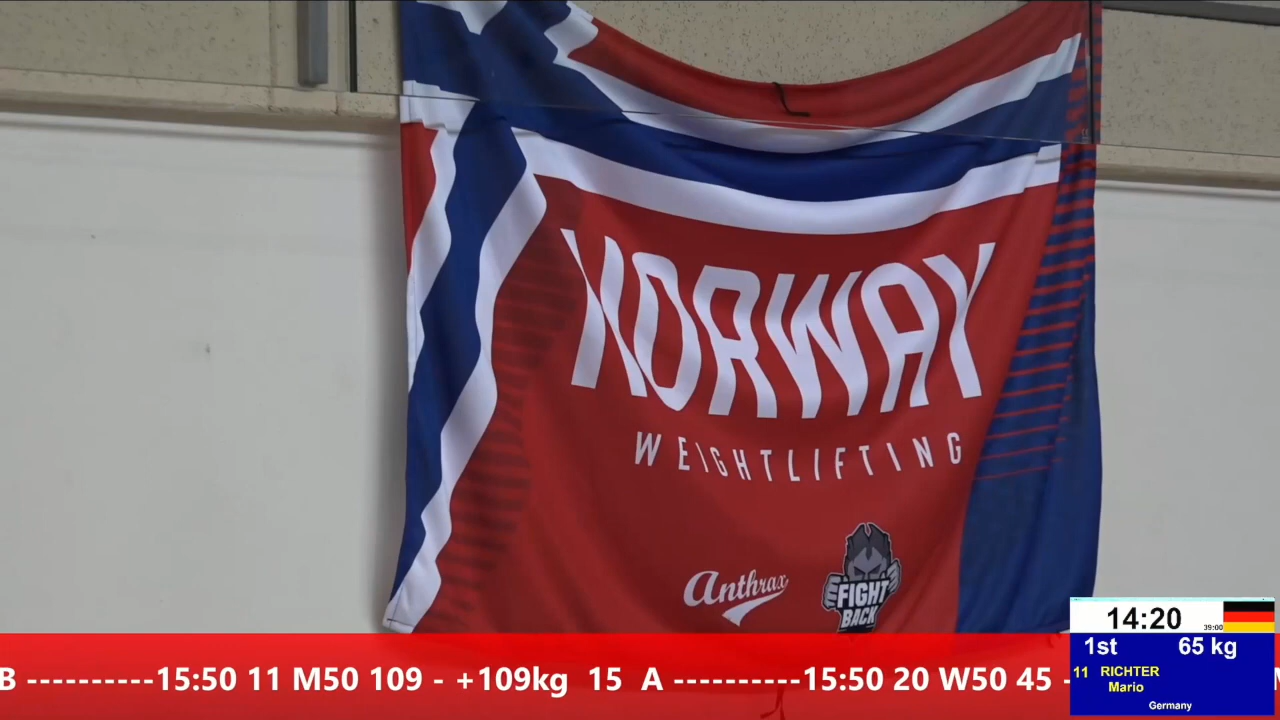 NORWAY
WEIGHTLIFTING
Anthrax
FIGHT
BACK
14:20
39:00
1st 65 kg
11 RICHTER
Mario
Germany
B ----------15:50 11 M50 109 - +109kg 15 A ----------15:50 20 W50 45 -